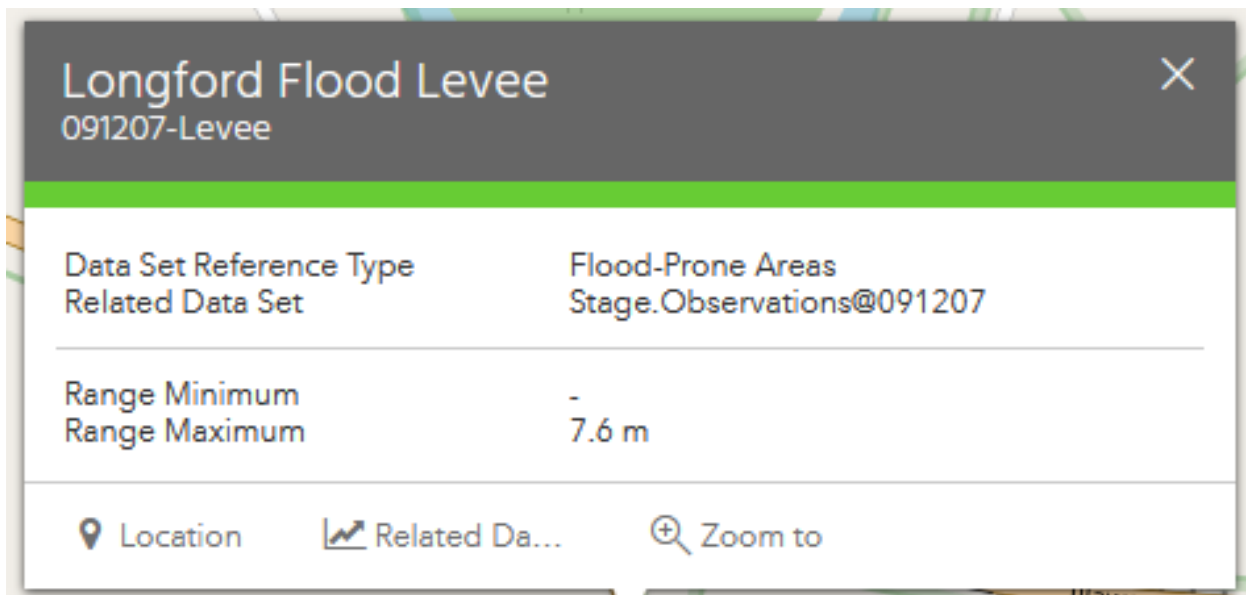 Longford Flood Levee
091207-Levee
Data Set Reference Type Flood-Prone Areas
Related Data Set Stage.Observations@091207
Range Minimum -
Range Maximum 7.6 m
Location Related Da... Zoom to